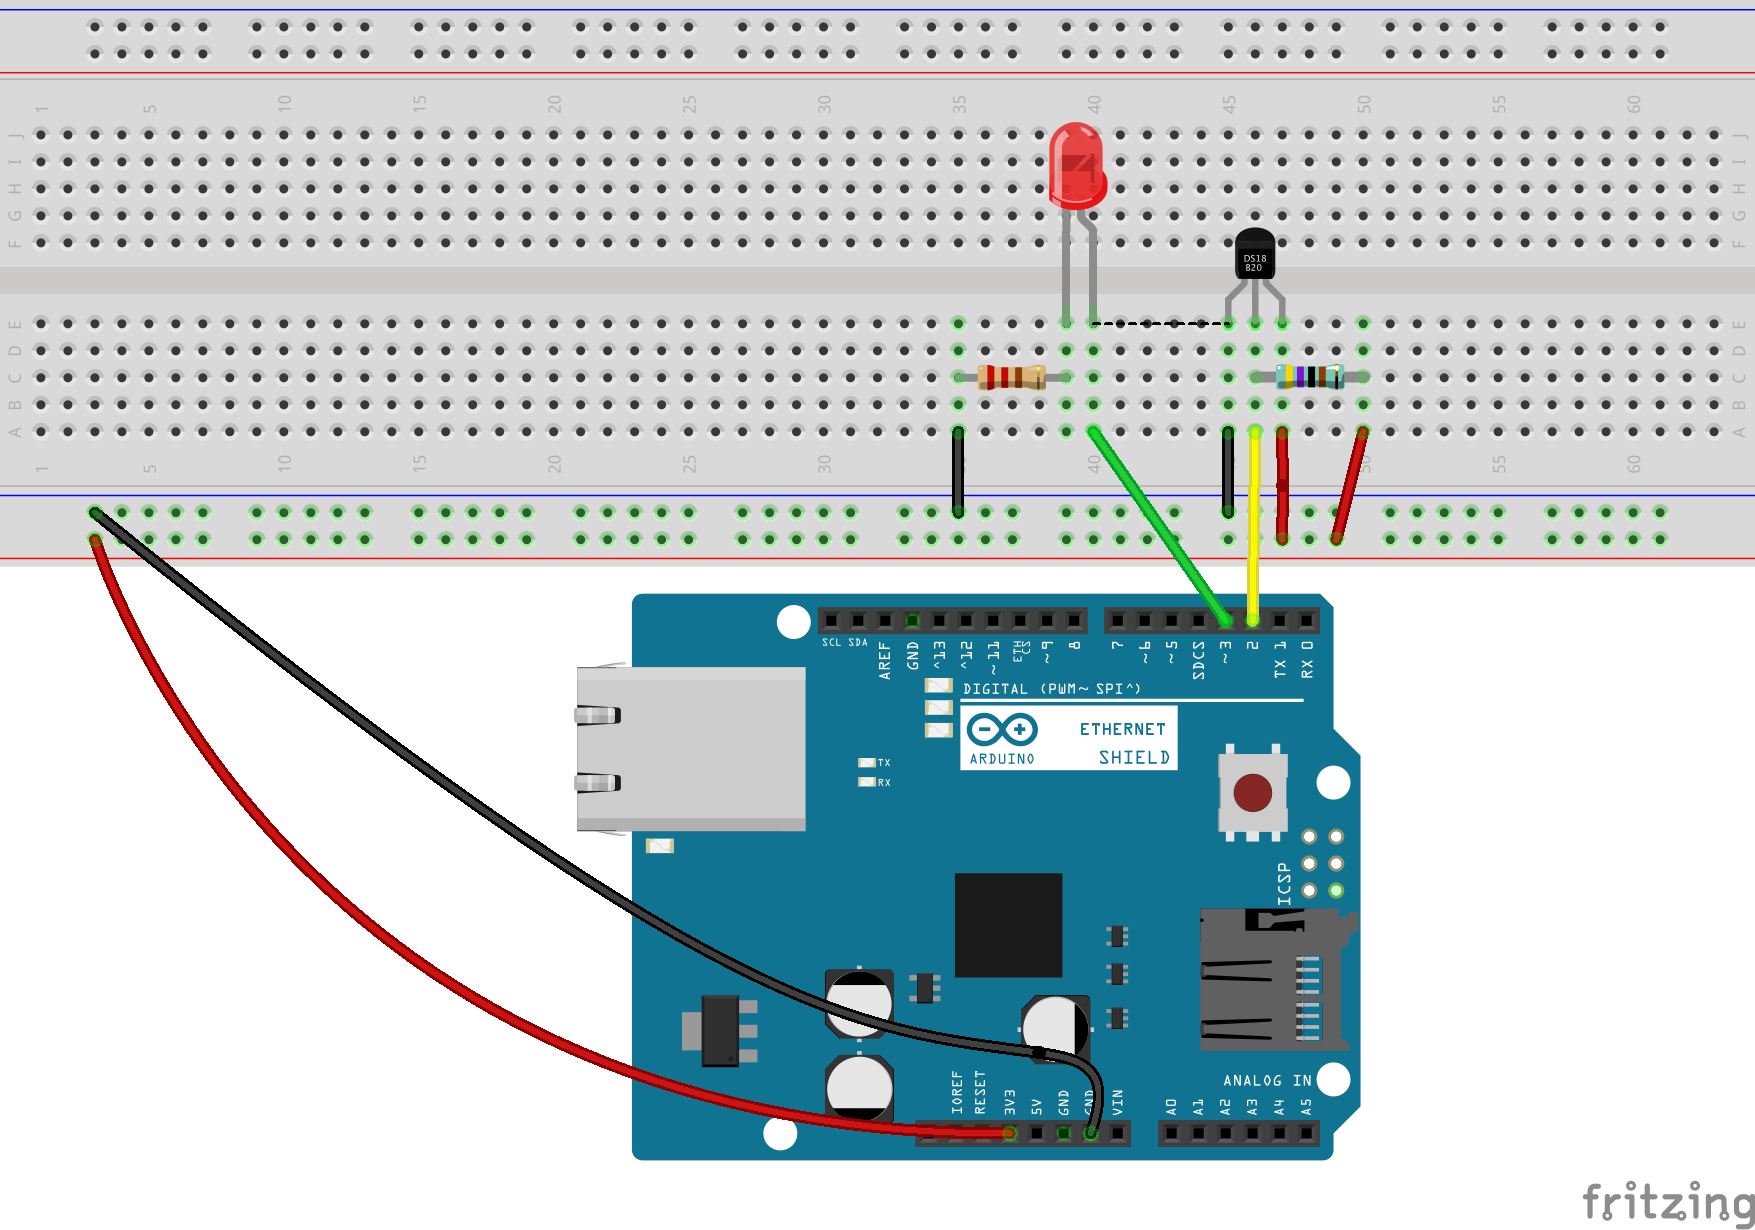 1 5 10 15 20 25 30 35 40 45 50 55 60
J J
I I
H H
G G
F F
DS18
B20
E E
D D
C C
B B
A A
1 5 10 15 20 25 30 40 50 55 60
SCL SDA AREF GND ^13 ^12 ~11 ETH CS ~9 8 7 ~6 ~5 SDCS ~3 2 TX 1 RX 0
DIGITAL (PWM~ SPI^)
ETHERNET
SHIELD
ARDUINO
TX
RX
ICSP
ANALOG IN
IOREF RESET 3V3 5V GND GND VIN A0 A1 A2 A3 A4 A5
fritzing